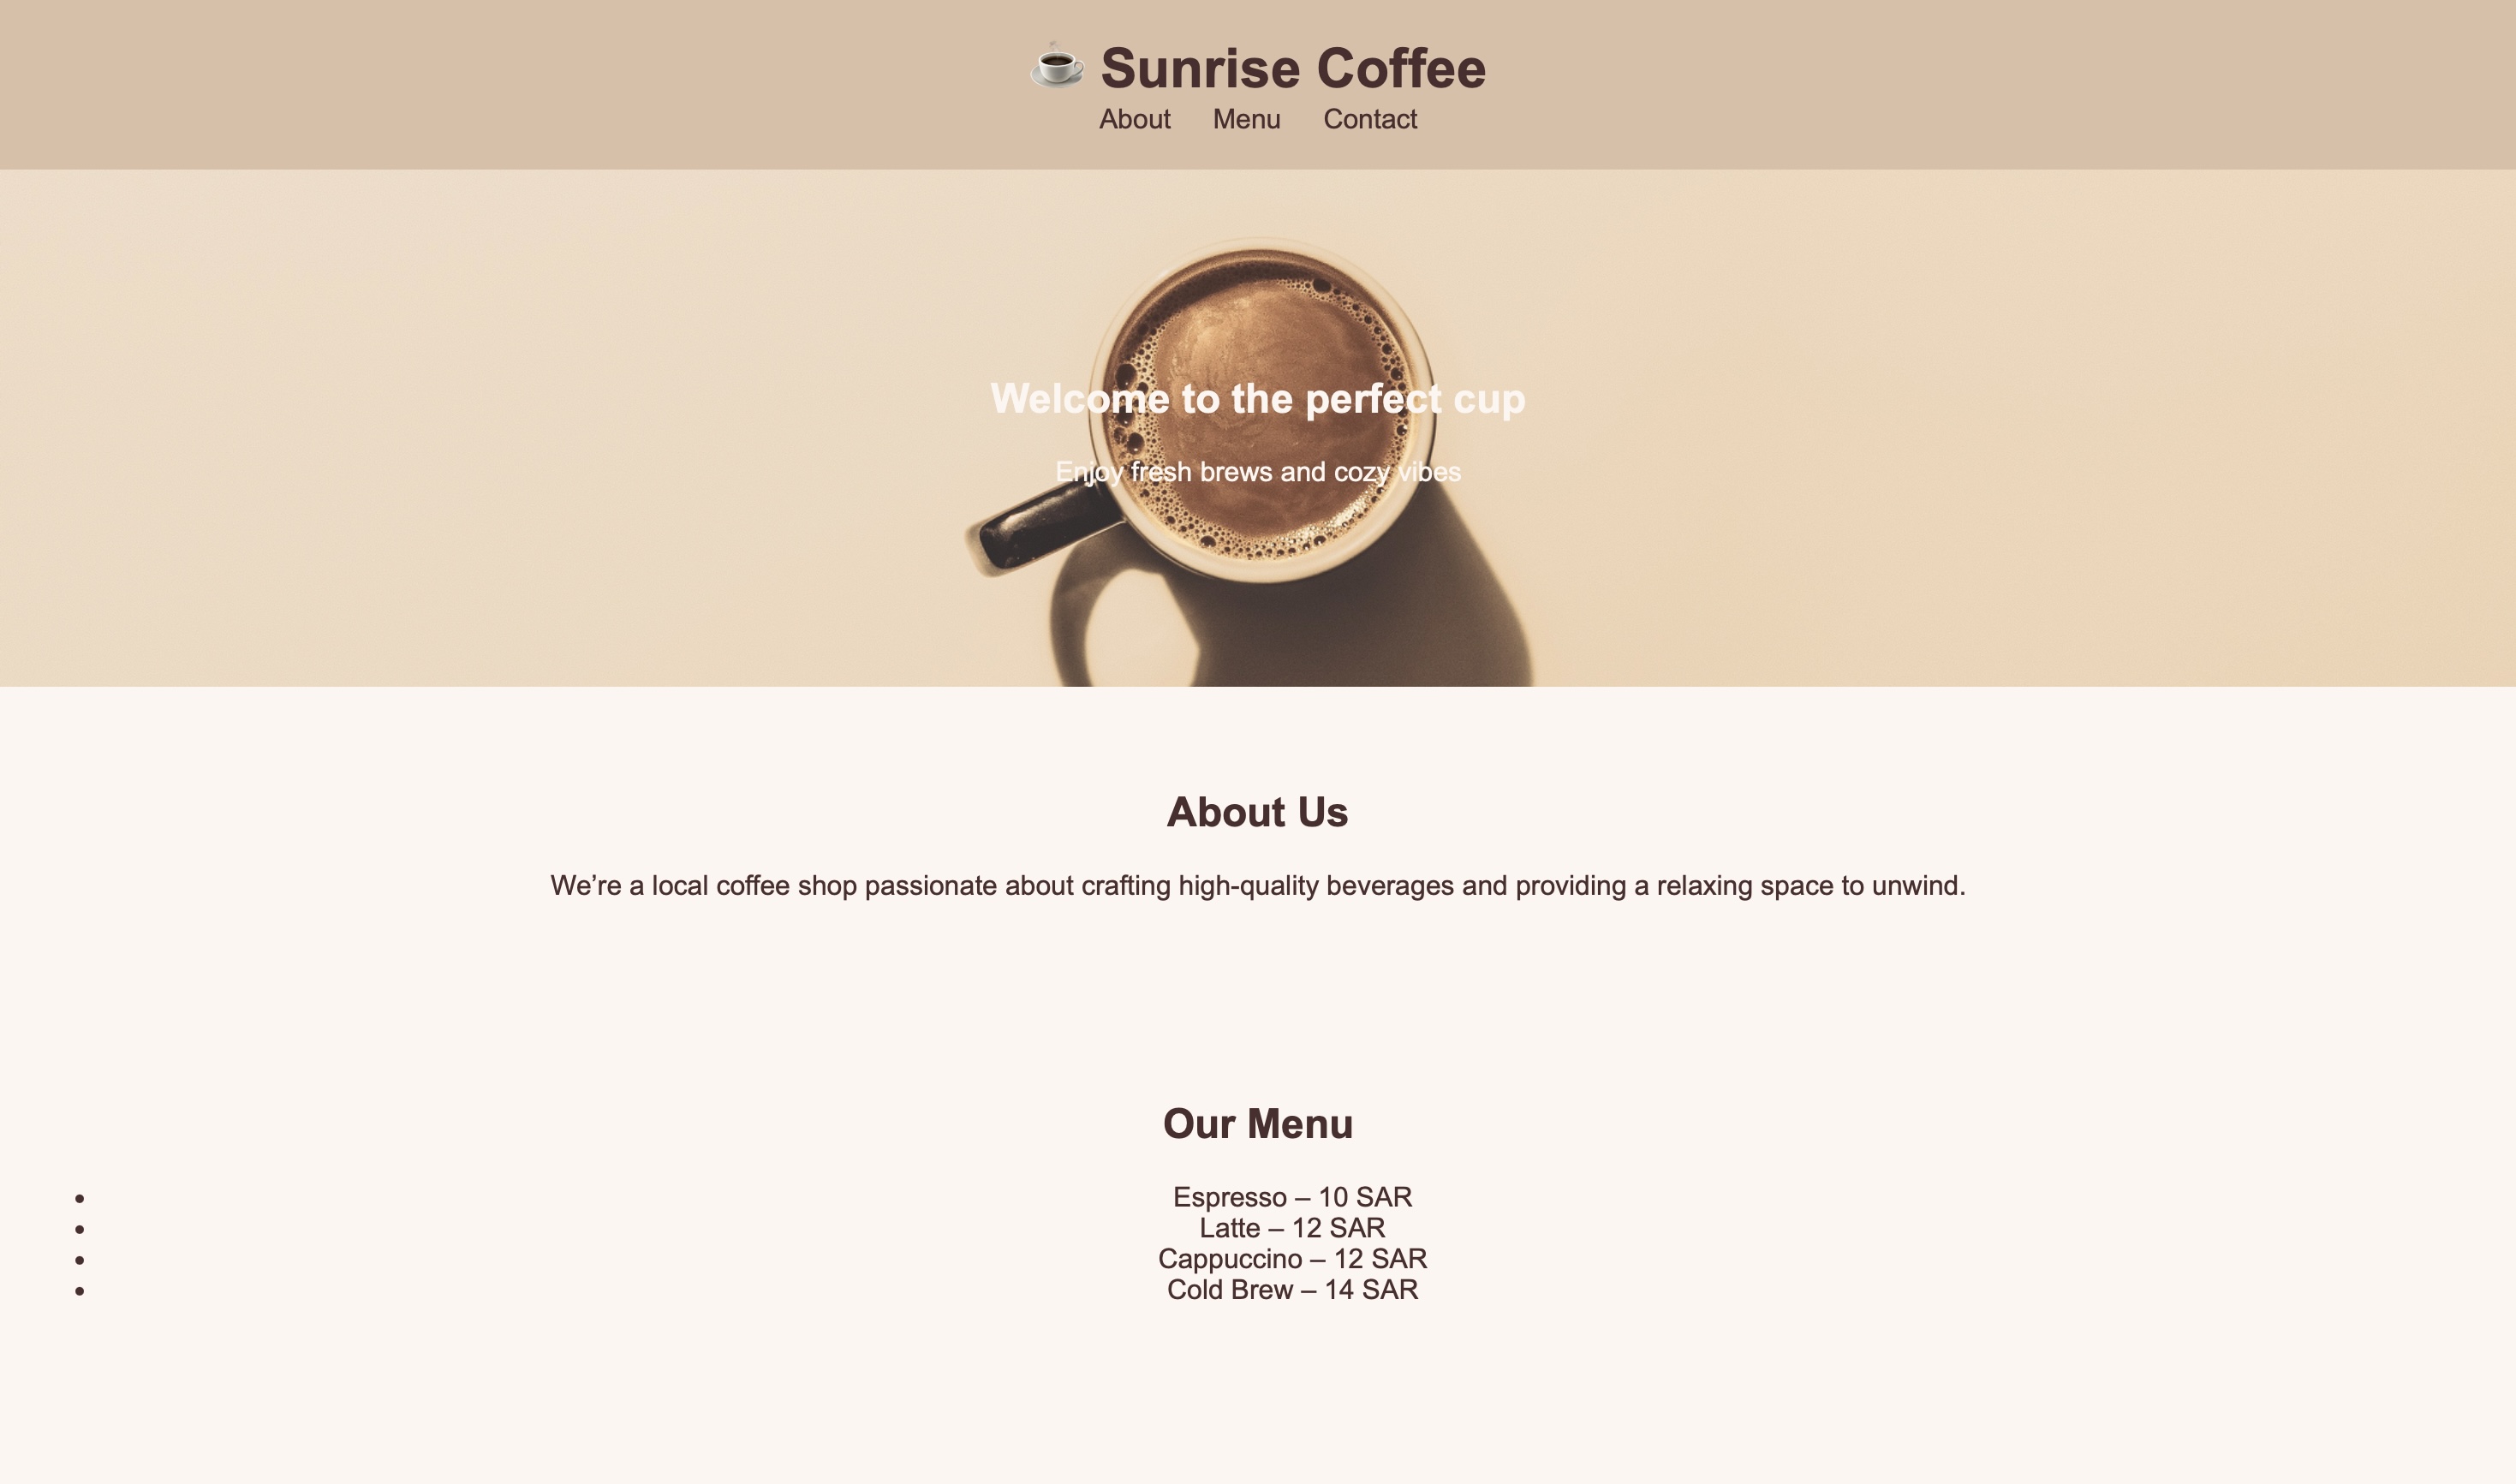 ☕ Sunrise Coffee
About Menu Contact
Welcome to the perfect cup
Enjoy fresh brews and cozy vibes
About Us
We’re a local coffee shop passionate about crafting high-quality beverages and providing a relaxing space to unwind.
Our Menu
• Espresso – 10 SAR
• Latte – 12 SAR
• Cappuccino – 12 SAR
• Cold Brew – 14 SAR